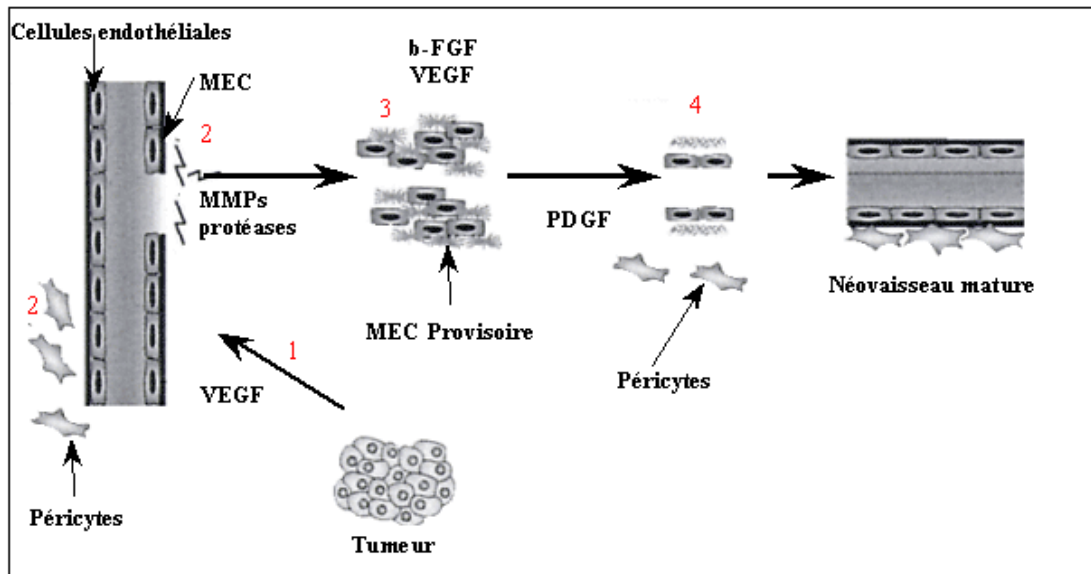 Cellules endothéliales
MEC
2
MMPs
protéases
b-FGF
VEGF
3
MEC Provisoire
4
PDGF
Péricytes
Néovaisseau mature
2
Péricytes
1
VEGF
Tumeur